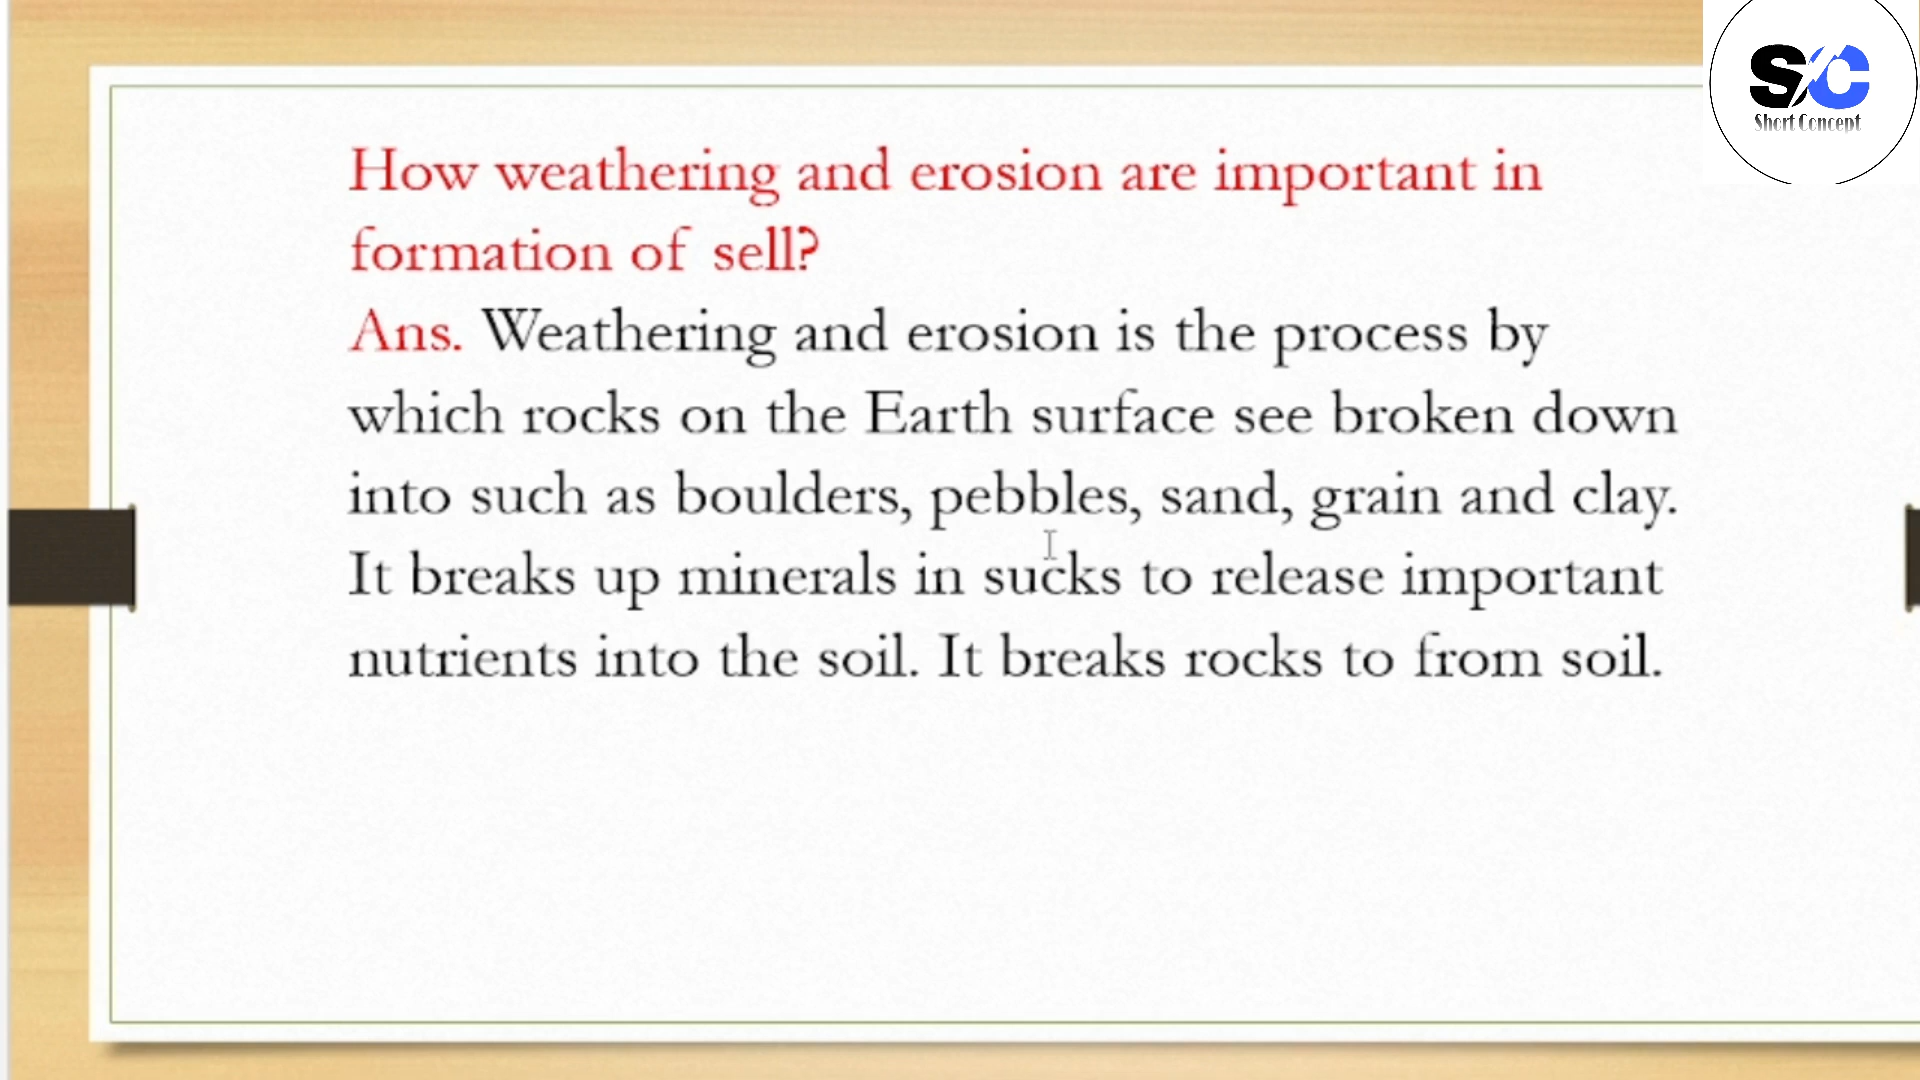 SC
Short Concept
How weathering and erosion are important in
formation of sell?
Ans. Weathering and erosion is the process by
which rocks on the Earth surface see broken down
into such as boulders, pebbles, sand, grain and clay.
It breaks up minerals in sucks to release important
nutrients into the soil. It breaks rocks to from soil.